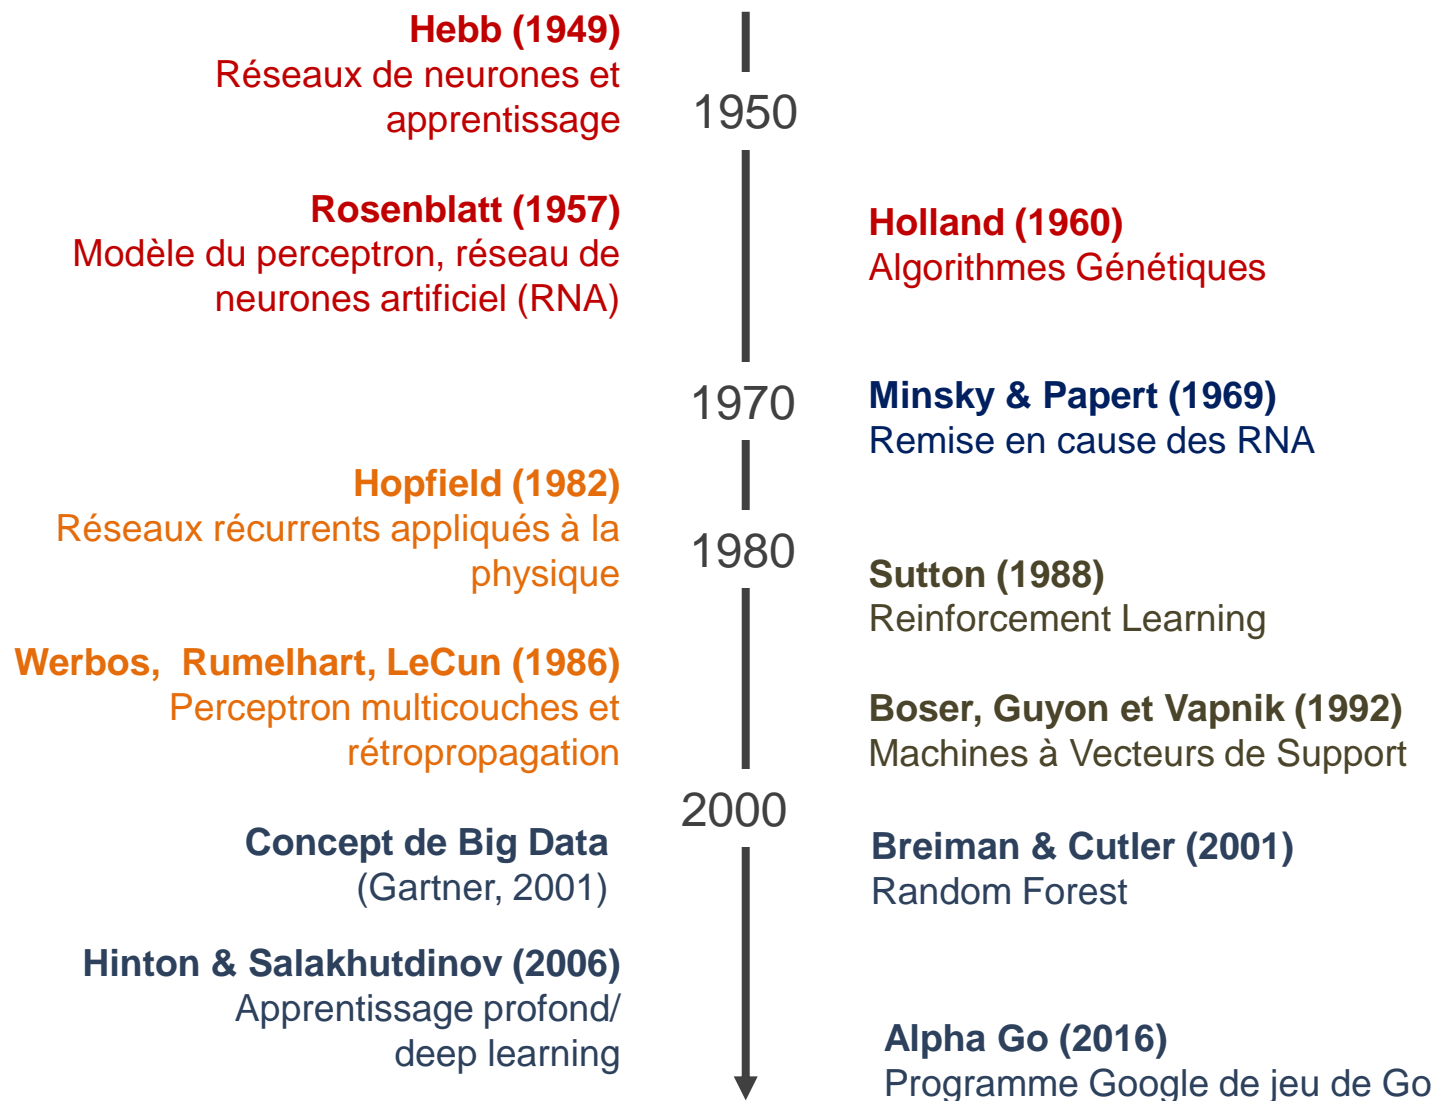 Hebb (1949)
Réseaux de neurones et
apprentissage
1950
Rosenblatt (1957)
Modèle du perceptron, réseau de
neurones artificiel (RNA)
Holland (1960)
Algorithmes Génétiques
1970
Minsky & Papert (1969)
Remise en cause des RNA
Hopfield (1982)
Réseaux récurrents appliqués à la
physique
1980
Sutton (1988)
Reinforcement Learning
Werbos, Rumelhart, LeCun (1986)
Perceptron multicouches et
rétropropagation
Boser, Guyon et Vapnik (1992)
Machines à Vecteurs de Support
2000
Concept de Big Data
(Gartner, 2001)
Breiman & Cutler (2001)
Random Forest
Hinton & Salakhutdinov (2006)
Apprentissage profond/
deep learning
Alpha Go (2016)
Programme Google de jeu de Go